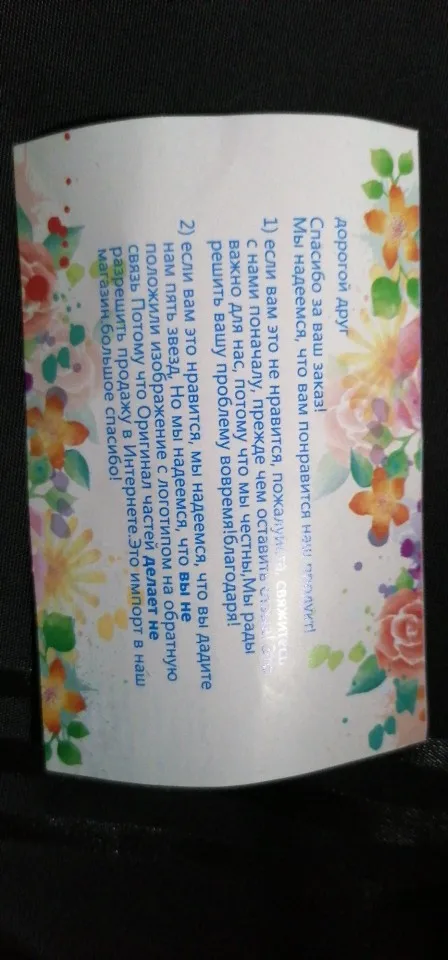 дорогой друг
Спасибо за ваш заказ!
Мы надеемся, что вам понравится наш продукт!
1) если вам это не нравится, пожалуйста, свяжитесь
с нами поначалу, прежде чем оставить
важно для нас, потому что мы честны,Мы рады
решить вашу проблему вовремя!благодаря!
2) если вам это нравится, мы надеемся, что вы дадите
нам пять звезд, Но мы надеемся, что вы не
положили изображение с логотипом на обратную
связь Потому что Оригинал частей делает не
разрешить продажу в Интернете.Это импорт в наш
магазин,большое спасибо!